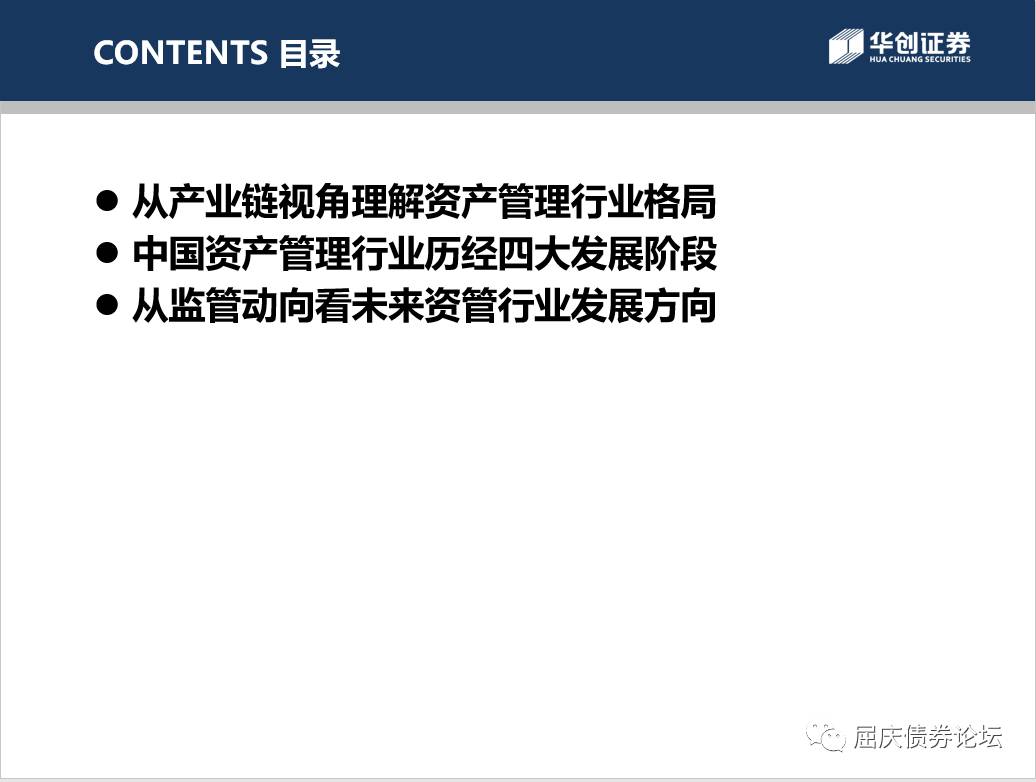 CONTENTS 目录
华创证券
HUA CHUANG SECURITIES
● 从产业链视角理解资产管理行业格局
● 中国资产管理行业历经四大发展阶段
● 从监管动向看未来资管行业发展方向
屈庆债券论坛